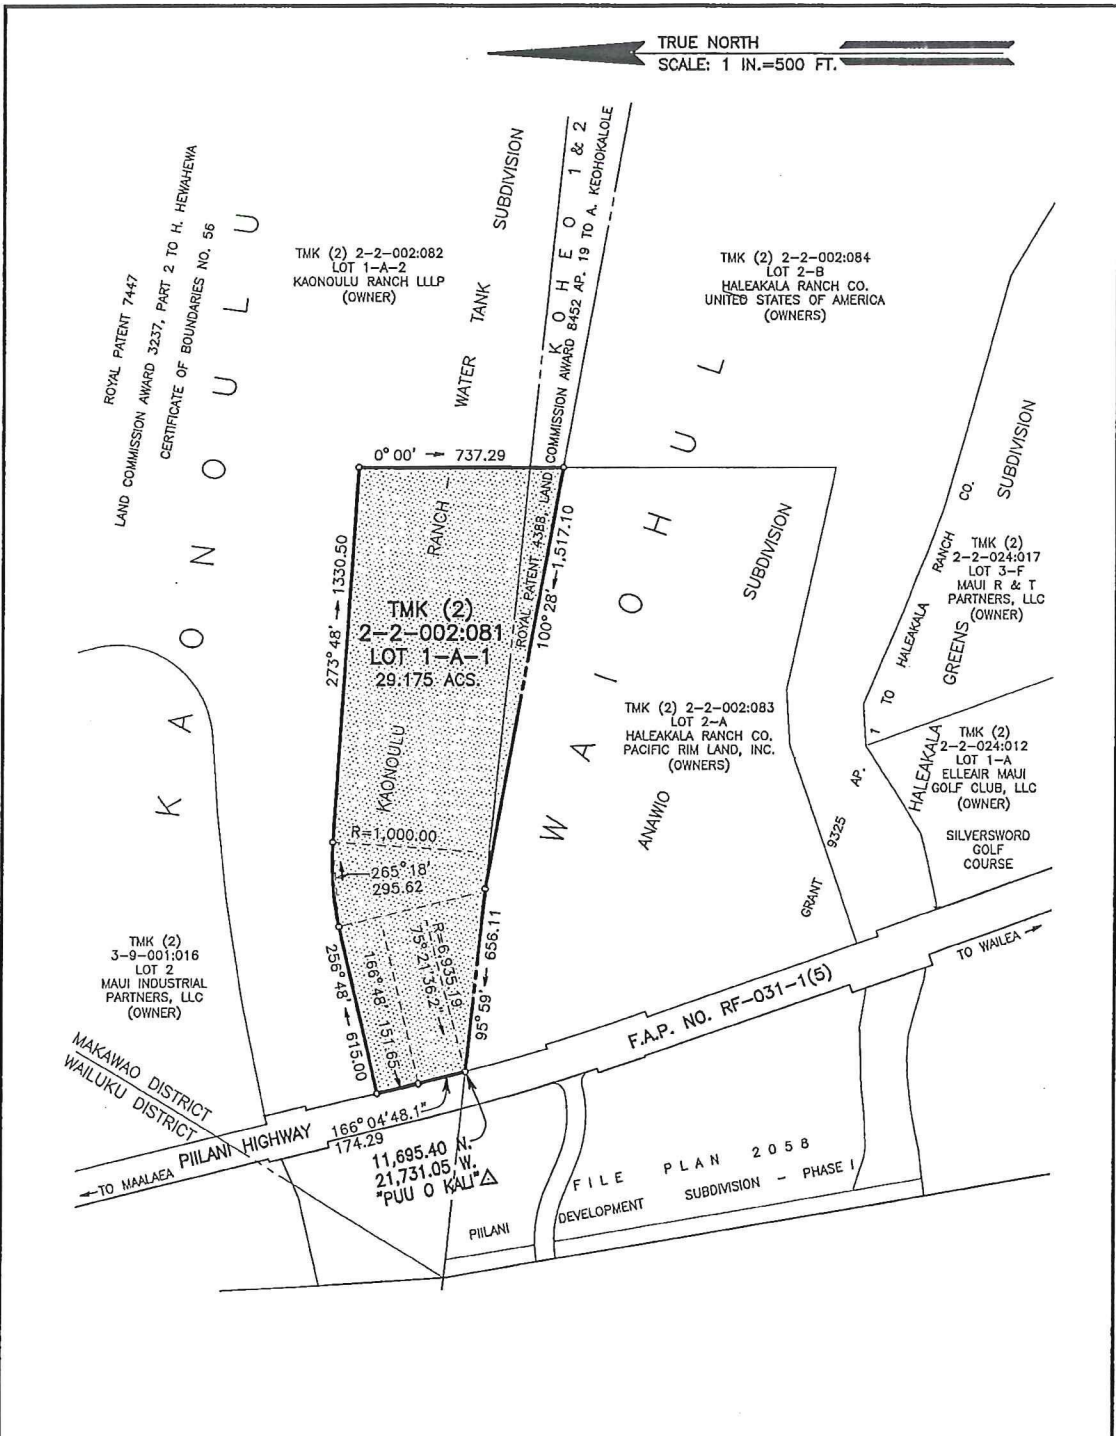 TRUE NORTH
SCALE: 1 IN.=500 FT.
ROYAL PATENT 7447
LAND COMMISSION AWARD 3237, PART 2 TO H. HEWAHEWA
CERTIFICATE OF BOUNDARIES NO. 56
KAONOULU
TMK (2) 2-2-002:082
LOT 1-A-2
KAONOULU RANCH LLLP
(OWNER)
KAONOULU RANCH – WATER TANK SUBDIVISION
KOHEO 1 & 2
ROYAL PATENT 4388, LAND COMMISSION AWARD 8452 AP. 19 TO A. KEOHOKALOLE
TMK (2) 2-2-002:084
LOT 2-B
HALEAKALA RANCH CO.
UNITED STATES OF AMERICA
(OWNERS)
WAIOHULI
0° 00' → 737.29
273° 48' → 1330.50
100° 28' ← 1,517.10
TMK (2)
2-2-002:081
LOT 1-A-1
29.175 ACS.
ANAWIO SUBDIVISION
TMK (2) 2-2-002:083
LOT 2-A
HALEAKALA RANCH CO.
PACIFIC RIM LAND, INC.
(OWNERS)
GRANT 9325 AP. 1 TO HALEAKALA RANCH CO.
HALEAKALA GREENS SUBDIVISION
TMK (2)
2-2-024:017
LOT 3-F
MAUI R & T
PARTNERS, LLC
(OWNER)
TMK (2)
2-2-024:012
LOT 1-A
ELLEAIR MAUI
GOLF CLUB, LLC
(OWNER)
SILVERSWORD
GOLF
COURSE
R=1,000.00
265° 18'
295.62
R=6,935.19
75° 21'36.2"
166° 48' 151.65
256° 48' ← 615.00
95° 59' ← 656.11
TMK (2)
3-9-001:016
LOT 2
MAUI INDUSTRIAL
PARTNERS, LLC
(OWNER)
MAKAWAO DISTRICT
WAILUKU DISTRICT
PIILANI HIGHWAY
F.A.P. NO. RF-031-1(5)
TO MAALAEA
TO WAILEA
166° 04'48.1"
174.29
11,695.40 N.
21,731.05 W.
"PUU O KALI"
FILE PLAN 2058
PIILANI DEVELOPMENT SUBDIVISION – PHASE I